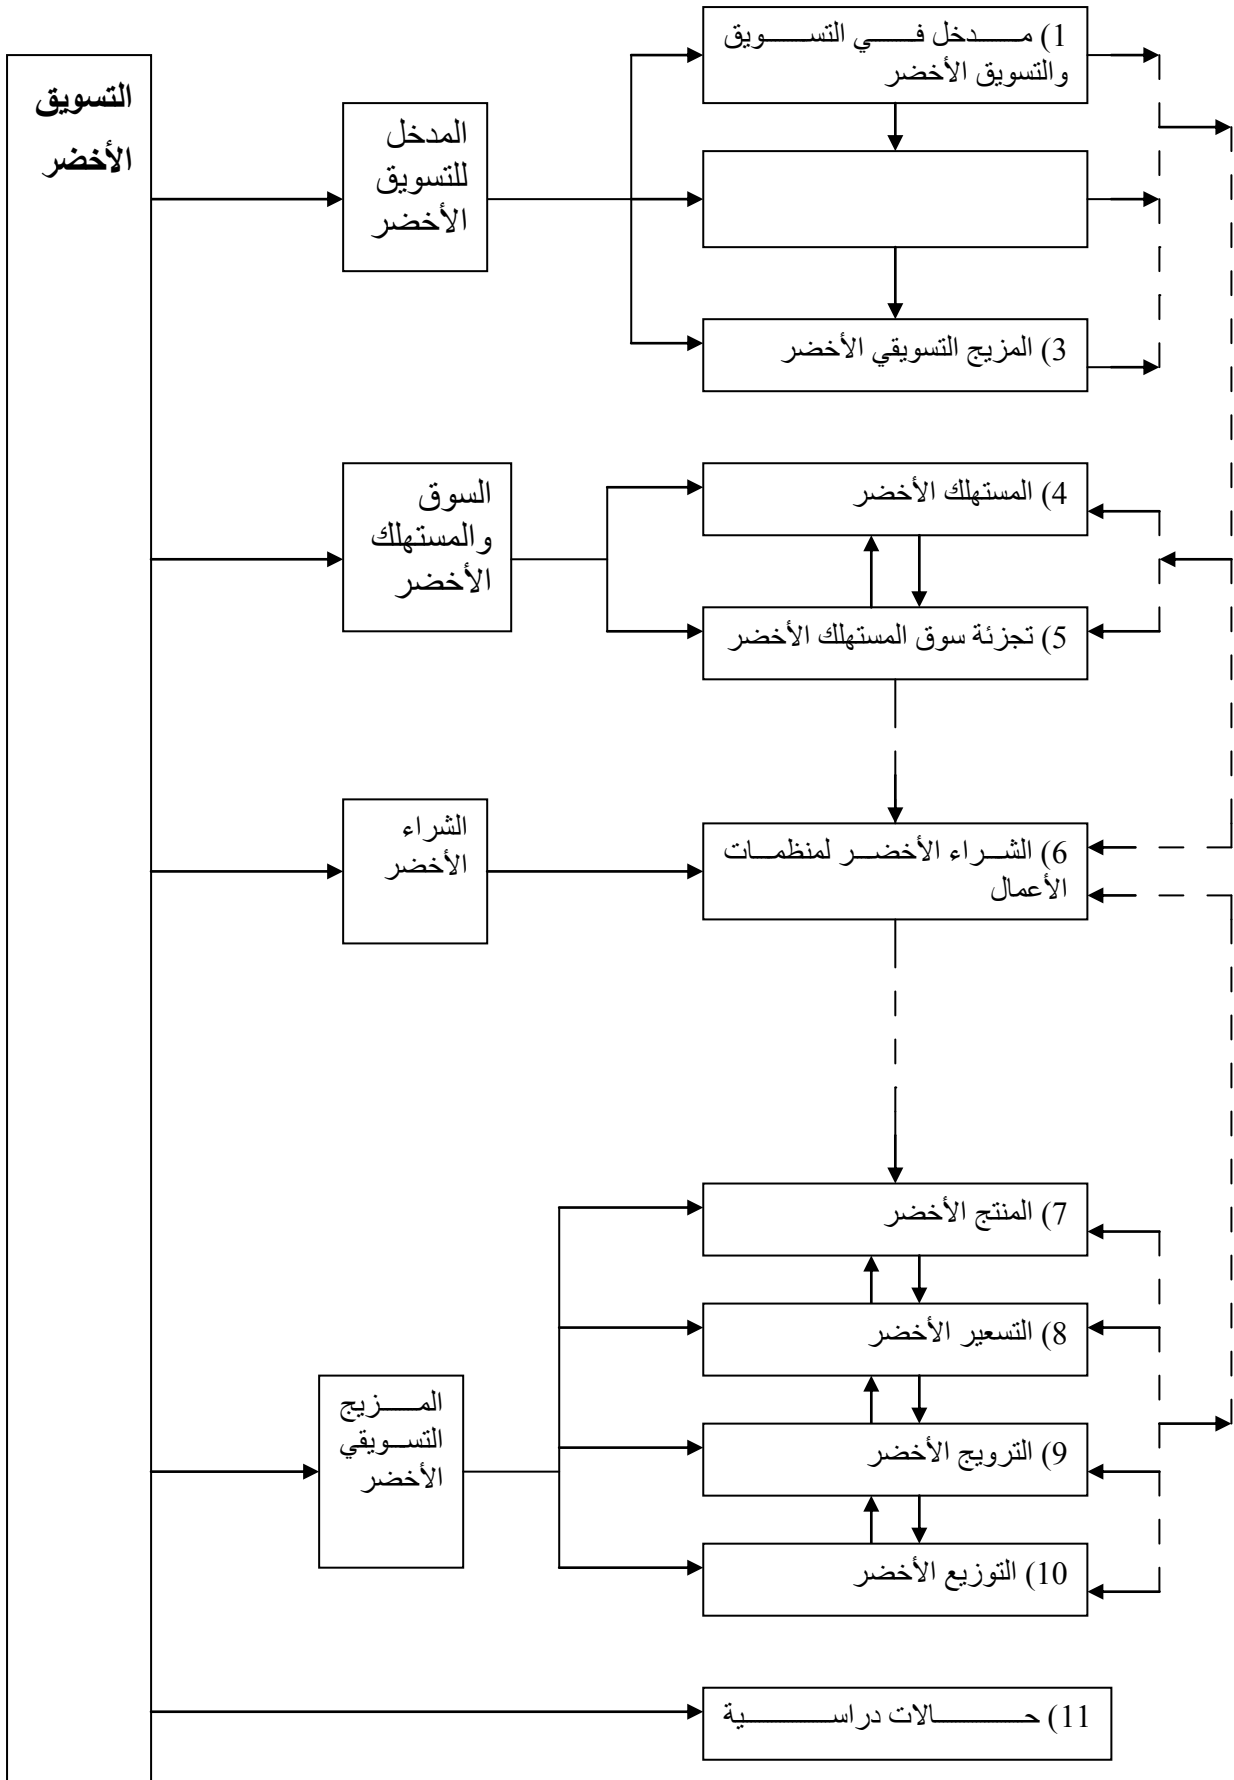 التسويق
الأخضر
المدخل
للتسويق
الأخضر
1) مدخل في التسويق
والتسويق الأخضر
3) المزيج التسويقي الأخضر
السوق
والمستهلك
الأخضر
4) المستهلك الأخضر
5) تجزئة سوق المستهلك الأخضر
الشراء
الأخضر
6) الشراء الأخضر لمنظمات
الأعمال
المزيج
التسويقي
الأخضر
7) المنتج الأخضر
8) التسعير الأخضر
9) الترويج الأخضر
10) التوزيع الأخضر
11) حالات دراسية